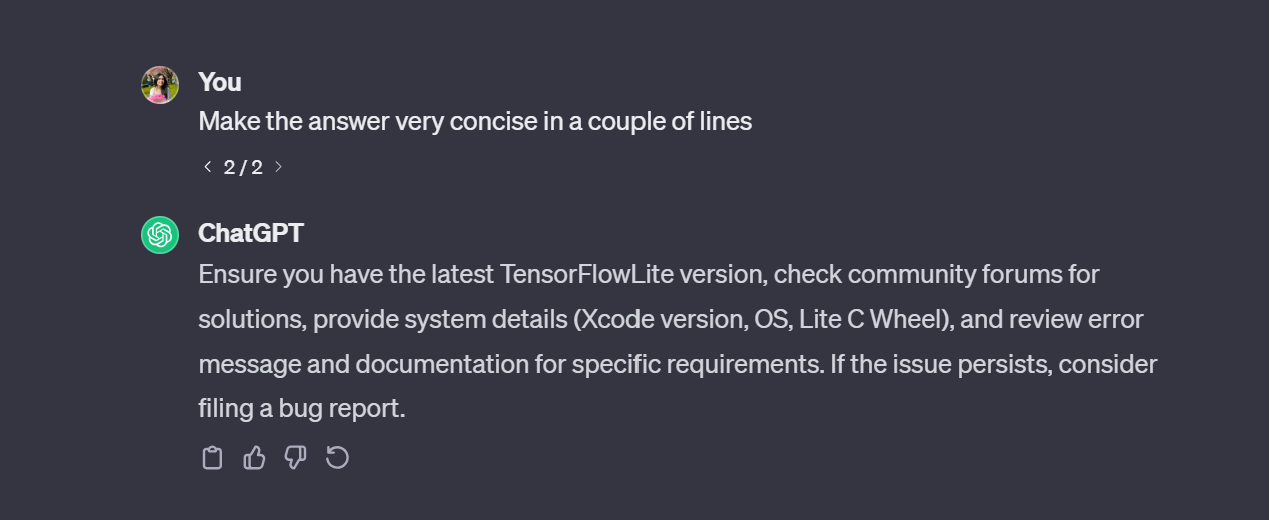 You
Make the answer very concise in a couple of lines
< 2 / 2 >
ChatGPT
Ensure you have the latest TensorFlowLite version, check community forums for
solutions, provide system details (Xcode version, OS, Lite C Wheel), and review error
message and documentation for specific requirements. If the issue persists, consider
filing a bug report.